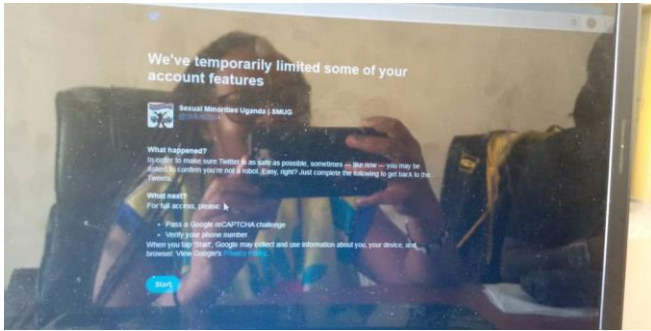 We've temporarily limited some of your
account features
Sexual Minorities Uganda | SMUG
What happened?
In order to make sure Twitter is as safe as possible, sometimes — like now — you may be
asked to confirm you're not a robot. Easy, right? Just complete the following to get back to the
Tweets.
What next?
For full access, please:
• Pass a Google reCAPTCHA challenge
• Verify your phone number
When you tap "Start", Google may collect and use information about you, your device, and
browser. View Google's Privacy Policy.
Start